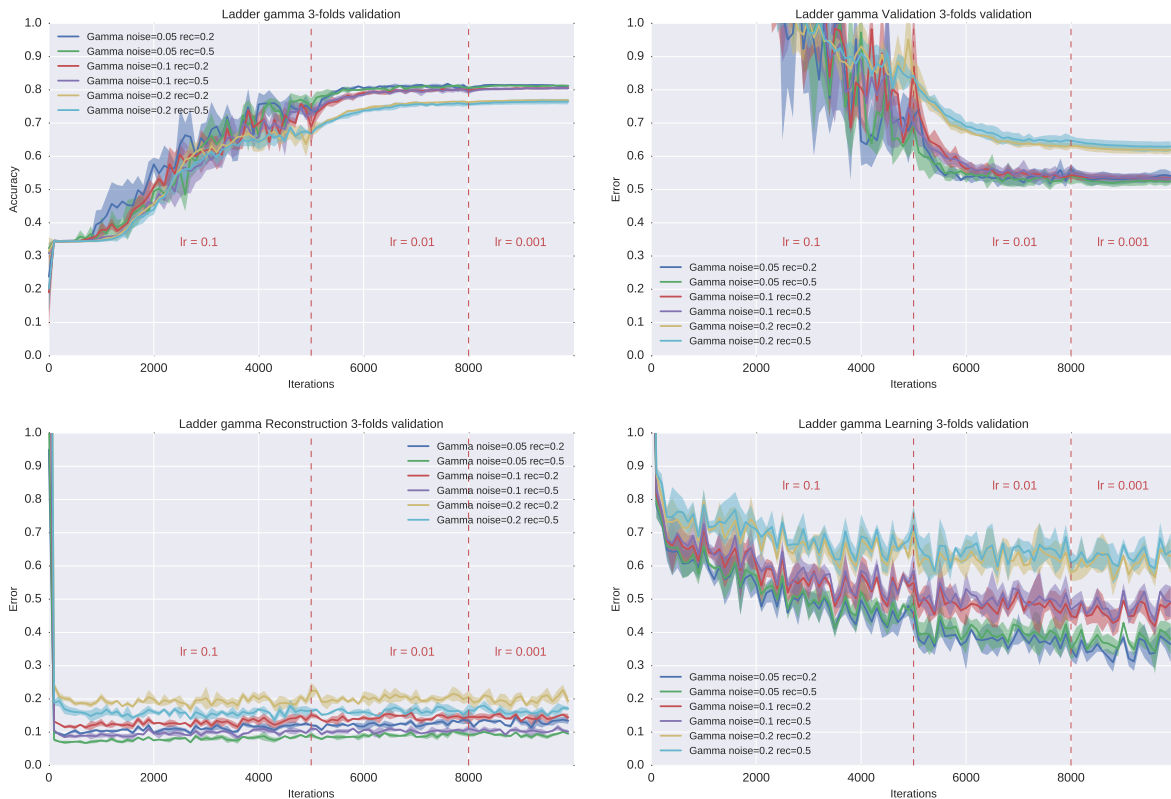 Ladder gamma 3-folds validation
1.0
0.9
0.8
0.7
0.6
0.5
0.4
0.3
0.2
0.1
0.0
Accuracy
Gamma noise=0.05 rec=0.2
Gamma noise=0.05 rec=0.5
Gamma noise=0.1 rec=0.2
Gamma noise=0.1 rec=0.5
Gamma noise=0.2 rec=0.2
Gamma noise=0.2 rec=0.5
lr = 0.1
lr = 0.01
lr = 0.001
0 2000 4000 6000 8000
Iterations
Ladder gamma Validation 3-folds validation
1.0
0.9
0.8
0.7
0.6
0.5
0.4
0.3
0.2
0.1
0.0
Error
lr = 0.1
lr = 0.01
lr = 0.001
Gamma noise=0.05 rec=0.2
Gamma noise=0.05 rec=0.5
Gamma noise=0.1 rec=0.2
Gamma noise=0.1 rec=0.5
Gamma noise=0.2 rec=0.2
Gamma noise=0.2 rec=0.5
0 2000 4000 6000 8000
Iterations
Ladder gamma Reconstruction 3-folds validation
1.0
0.9
0.8
0.7
0.6
0.5
0.4
0.3
0.2
0.1
0.0
Error
Gamma noise=0.05 rec=0.2
Gamma noise=0.05 rec=0.5
Gamma noise=0.1 rec=0.2
Gamma noise=0.1 rec=0.5
Gamma noise=0.2 rec=0.2
Gamma noise=0.2 rec=0.5
lr = 0.1
lr = 0.01
lr = 0.001
0 2000 4000 6000 8000
Iterations
Ladder gamma Learning 3-folds validation
1.0
0.9
0.8
0.7
0.6
0.5
0.4
0.3
0.2
0.1
0.0
Error
lr = 0.1
lr = 0.01
lr = 0.001
Gamma noise=0.05 rec=0.2
Gamma noise=0.05 rec=0.5
Gamma noise=0.1 rec=0.2
Gamma noise=0.1 rec=0.5
Gamma noise=0.2 rec=0.2
Gamma noise=0.2 rec=0.5
0 2000 4000 6000 8000
Iterations